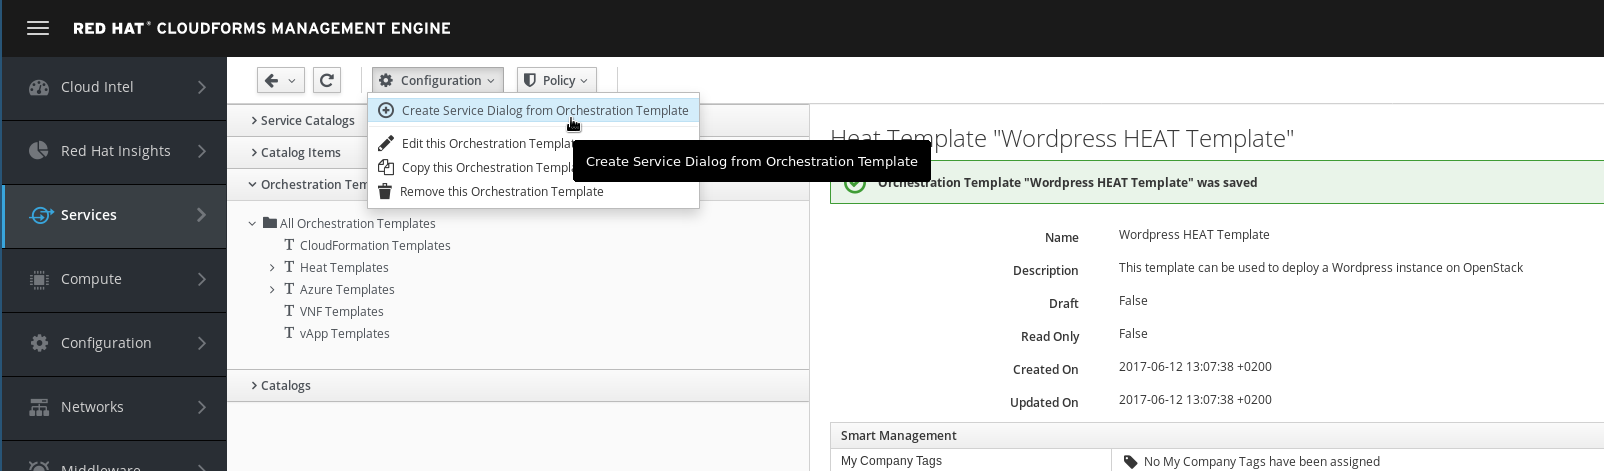 RED HAT® CLOUDFORMS MANAGEMENT ENGINE
Cloud Intel
Red Hat Insights
Services
Compute
Configuration
Networks
Middleware
Configuration
Policy
Create Service Dialog from Orchestration Template
Edit this Orchestration Templat
Copy this Orchestration Templa
Remove this Orchestration Template
Create Service Dialog from Orchestration Template
Service Catalogs
Catalog Items
Orchestration Tem
All Orchestration Templates
T CloudFormation Templates
T Heat Templates
T Azure Templates
T VNF Templates
T vApp Templates
Catalogs
Heat Template "Wordpress HEAT Template"
Orchestration Template "Wordpress HEAT Template" was saved
Name Wordpress HEAT Template
Description This template can be used to deploy a Wordpress instance on OpenStack
Draft False
Read Only False
Created On 2017-06-12 13:07:38 +0200
Updated On 2017-06-12 13:07:38 +0200
Smart Management
My Company Tags No My Company Tags have been assigned